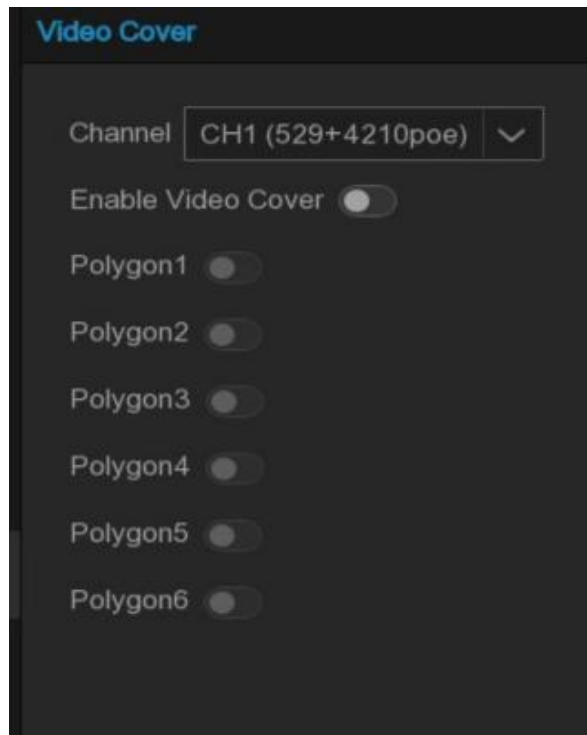 Video Cover
Channel CH1 (529+4210poe)
Enable Video Cover
Polygon1
Polygon2
Polygon3
Polygon4
Polygon5
Polygon6